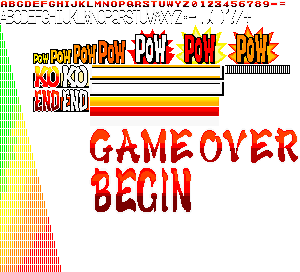 ABCDEFGHIJKLMNOPQRSTUVWXYZ0123456789-=
POW POW POW POW POW POW POW
KO KO
END END
GAME OVER
BEGIN